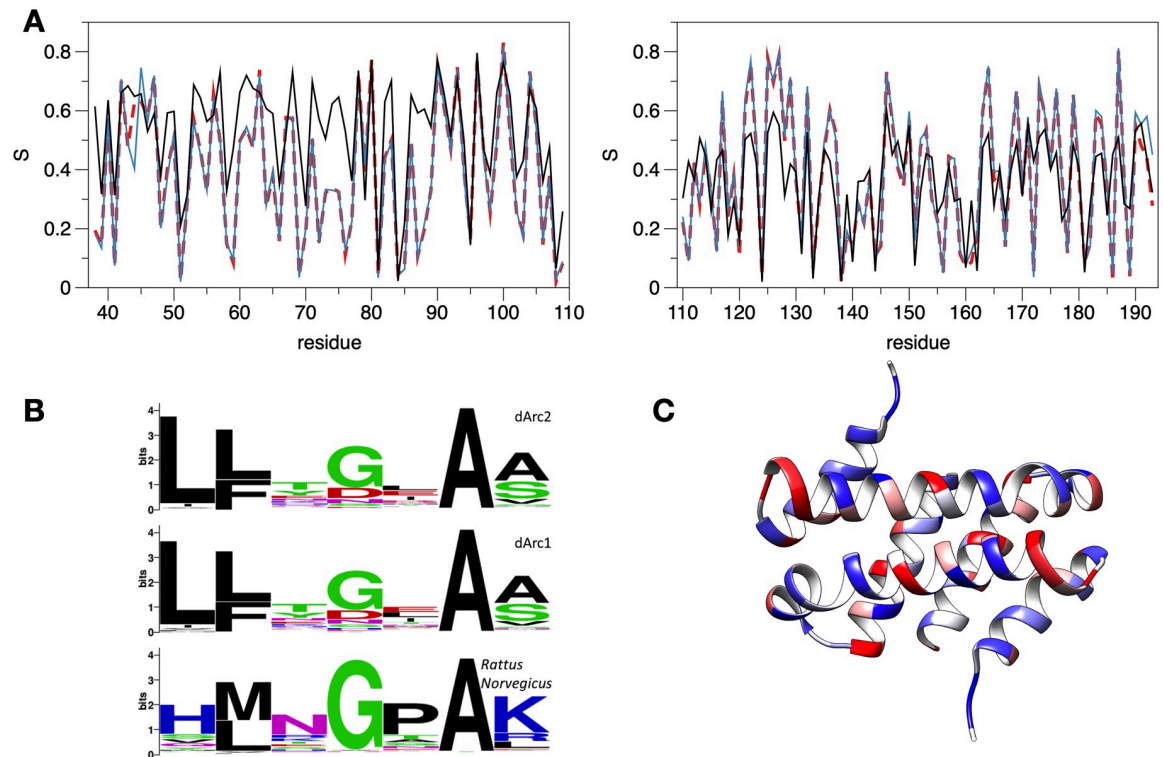 A
S
0.8
0.6
0.4
0.2
0
40 50 60 70 80 90 100 110
residue
S
0.8
0.6
0.4
0.2
0
110 120 130 140 150 160 170 180 190
residue
B
dArc2
bits
4
3
2
1
0
L L T G A A
F Y D S
dArc1
bits
4
3
2
1
0
L L T G A A
F Y D S
Rattus
Norvegicus
bits
4
3
2
1
0
H M N G P A K
L R
C